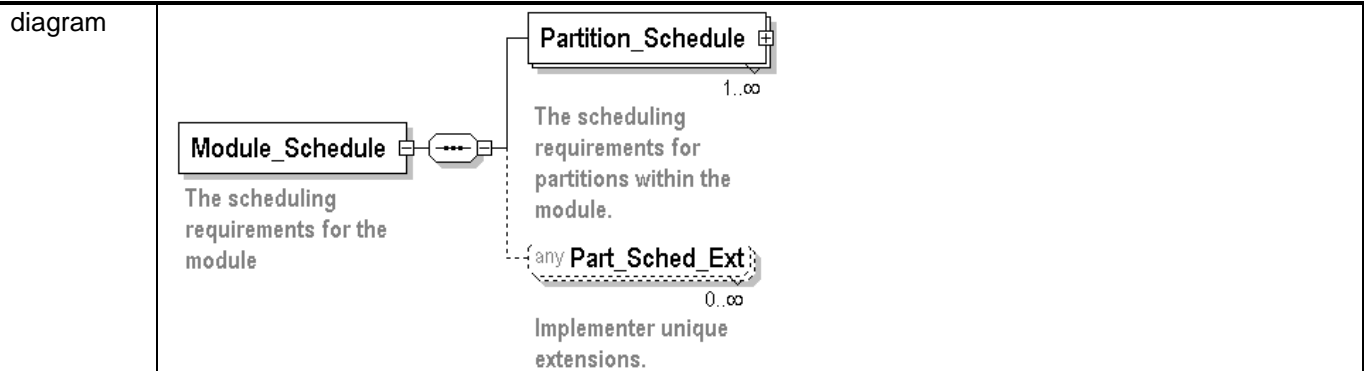 diagram
Partition_Schedule
1..∞
The scheduling
requirements for
partitions within the
module.
Module_Schedule
The scheduling
requirements for the
module
any Part_Sched_Ext
0..∞
Implementer unique
extensions.